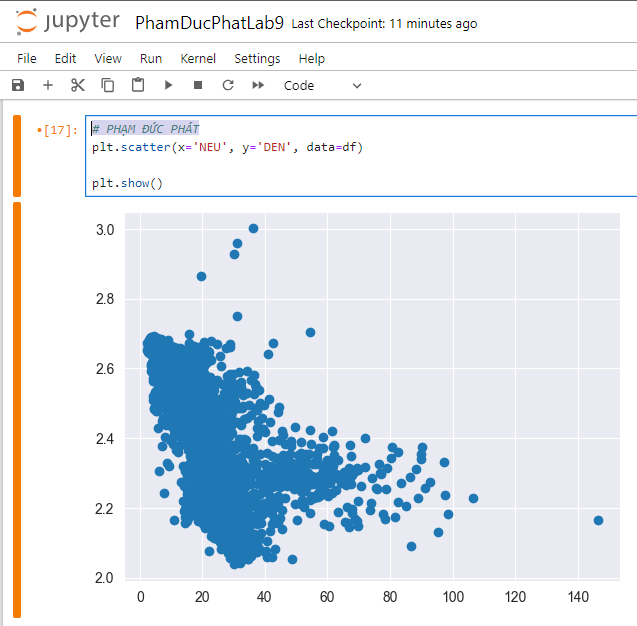 jupyter PhamDucPhatLab9 Last Checkpoint: 11 minutes ago
File Edit View Run Kernel Settings Help
Code
[17]: # PHẠM ĐỨC PHÁT
plt.scatter(x='NEU', y='DEN', data=df)
plt.show()
3.0
2.8
2.6
2.4
2.2
2.0
0 20 40 60 80 100 120 140